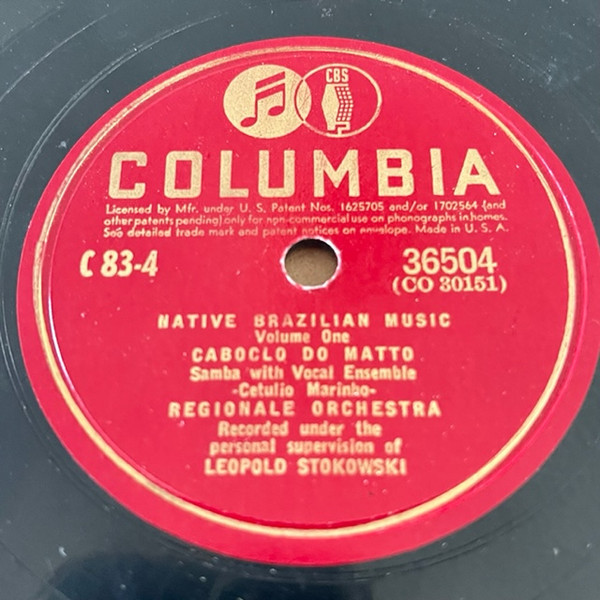 CBS
COLUMBIA
Licensed by Mfr. under U. S. Patent Nos. 1625705 and/or 1702564 (and
other patents pending) only for non-commercial use on phonographs in homes.
See detailed trade mark and patent notices on envelope. Made in U. S. A.
C 83-4
36504
(CO 30151)
NATIVE BRAZILIAN MUSIC
Volume One
CABOCLO DO MATTO
Samba with Vocal Ensemble
-Cetulio Marinho-
REGIONALE ORCHESTRA
Recorded under the
personal supervision of
LEOPOLD STOKOWSKI